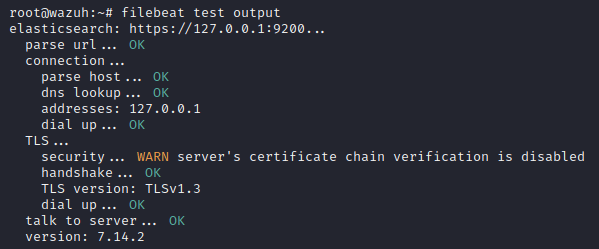 root@wazuh:~# filebeat test output
elasticsearch: https://127.0.0.1:9200...
parse url... OK
connection...
parse host... OK
dns lookup... OK
addresses: 127.0.0.1
dial up... OK
TLS...
security... WARN server's certificate chain verification is disabled
handshake... OK
TLS version: TLSv1.3
dial up... OK
talk to server... OK
version: 7.14.2